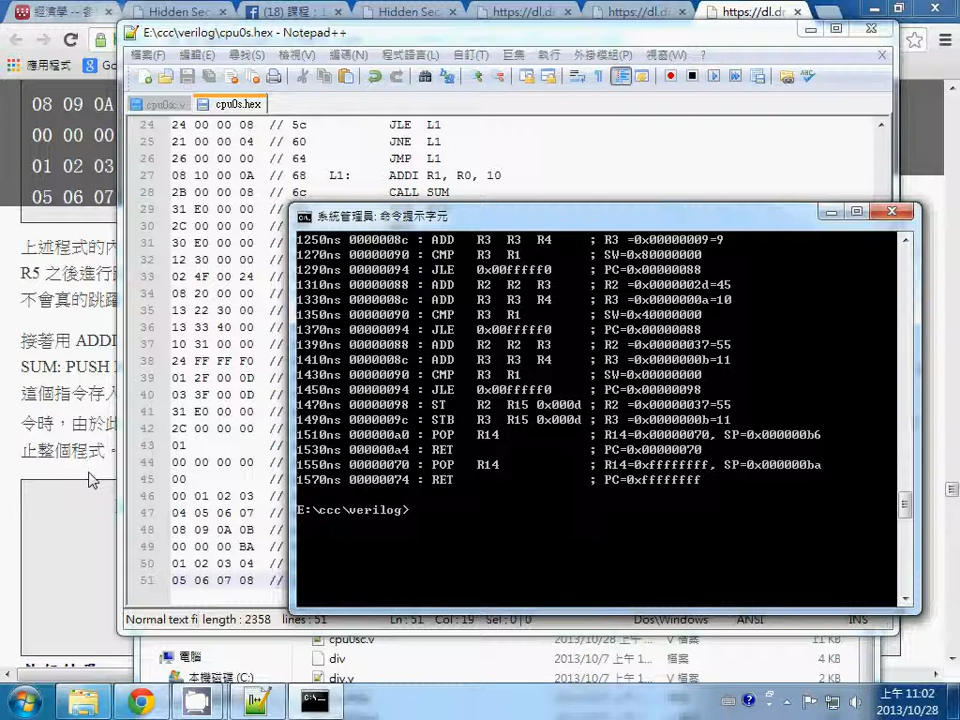 經濟學 -- 參
Hidden Sec
(18) 課程：1
Hidden Sec
https://dl.d
https://dl.d
https://dl.d
應用程式
G
08 09 0A
00 00 00
01 02 03
05 06 07
上述程式的內
R5 之後進行
不會真的跳躍
接著用 ADDI
SUM: PUSH
這個指令存入
令時，由於此
止整個程式。
E:\ccc\verilog\cpu0s.hex - Notepad++
檔案(F) 編輯(E) 尋找(S) 檢視(V) 編碼(N) 程式語言(L) 自訂(T) 巨集 執行 外掛模組(P) 視窗(W) ?
X
cpu0sc.v
cpu0s.hex
24 24 00 00 08 // 5c JLE L1
25 21 00 00 04 // 60 JNE L1
26 26 00 00 00 // 64 JMP L1
27 08 10 00 0A // 68 L1: ADDI R1, R0, 10
28 2B 00 00 08 // 6c CALL SUM
29 31 E0 00 00 //
30 2C 00 00 00 //
31 30 E0 00 00 //
32 12 30 00 00 //
33 02 4F 00 24 //
34 08 20 00 00 //
35 13 22 30 00 //
36 13 33 40 00 //
37 10 31 00 00 //
38 24 FF FF F0 //
39 01 2F 00 0D //
40 03 3F 00 0D //
41 31 E0 00 00 //
42 2C 00 00 00 //
43 01 //
44 00 00 00 00 //
45 00 //
46 00 01 02 03 //
47 04 05 06 07 //
48 08 09 0A 0B //
49 00 00 00 BA //
50 01 02 03 04 //
51 05 06 07 08 //
Normal text fi length : 2358 lines : 51 Ln : 51 Col : 19 Sel : 0 | 0 Dos\Windows ANSI INS
系統管理員: 命令提示字元
1250ns 0000008c : ADD R3 R3 R4 ; R3 =0x00000009=9
1270ns 00000090 : CMP R3 R1 ; SW=0x80000000
1290ns 00000094 : JLE 0x00fffff0 ; PC=0x00000088
1310ns 00000088 : ADD R2 R2 R3 ; R2 =0x0000002d=45
1330ns 0000008c : ADD R3 R3 R4 ; R3 =0x0000000a=10
1350ns 00000090 : CMP R3 R1 ; SW=0x40000000
1370ns 00000094 : JLE 0x00fffff0 ; PC=0x00000088
1390ns 00000088 : ADD R2 R2 R3 ; R2 =0x00000037=55
1410ns 0000008c : ADD R3 R3 R4 ; R3 =0x0000000b=11
1430ns 00000090 : CMP R3 R1 ; SW=0x00000000
1450ns 00000094 : JLE 0x00fffff0 ; PC=0x00000098
1470ns 00000098 : ST R2 R15 0x000d ; R2 =0x00000037=55
1490ns 0000009c : STB R3 R15 0x000d ; R3 =0x0000000b=11
1510ns 000000a0 : POP R14 ; R14=0x00000070, SP=0x000000b6
1530ns 000000a4 : RET ; PC=0x00000070
1550ns 00000070 : POP R14 ; R14=0xffffffff, SP=0x000000ba
1570ns 00000074 : RET ; PC=0xffffffff
E:\ccc\verilog>
cpu0sc.v 2013/10/28 上午 1... V 檔案 11 KB
電腦
div 2013/10/7 上午 1... 檔案 4 KB
本機磁碟 (C:)
div.v 2013/10/7 上午 1... V 檔案 2 KB
上午 11:02
2013/10/28